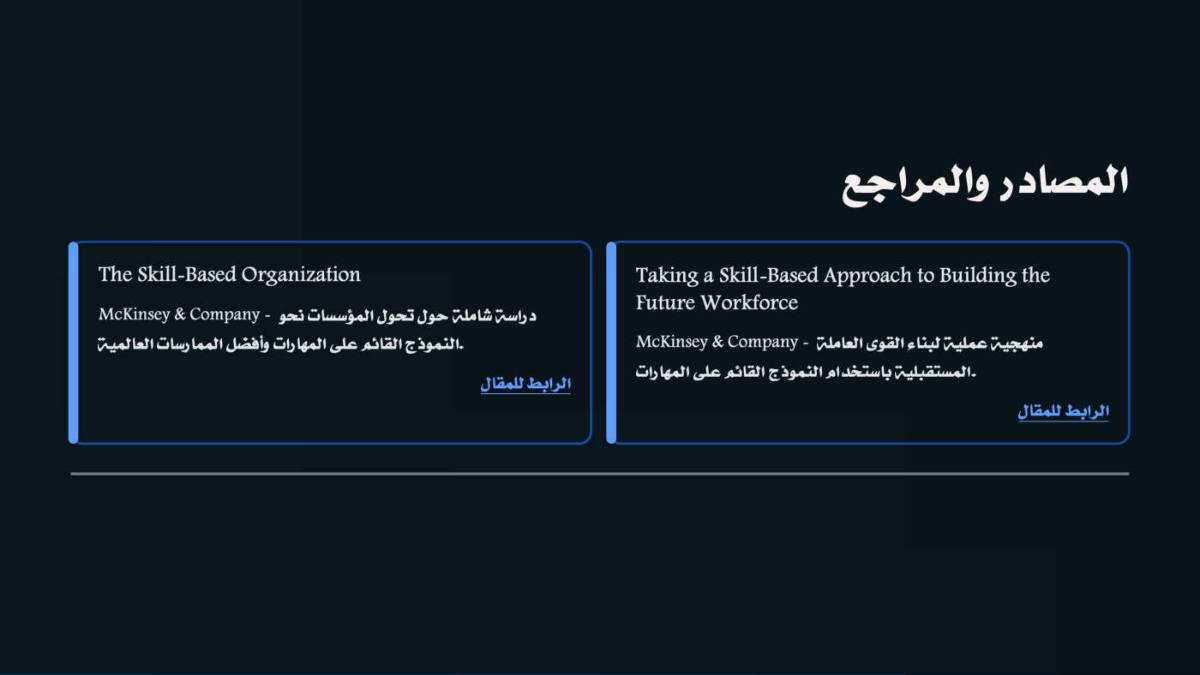 المصادر والمراجع
Taking a Skill-Based Approach to Building the
Future Workforce
McKinsey & Company - منهجية عملية لبناء القوى العاملة
المستقبلية باستخدام النموذج القائم على المهارات.
الرابط للمقال
The Skill-Based Organization
McKinsey & Company - دراسة شاملة حول تحول المؤسسات نحو
النموذج القائم على المهارات وأفضل الممارسات العالمية.
الرابط للمقال